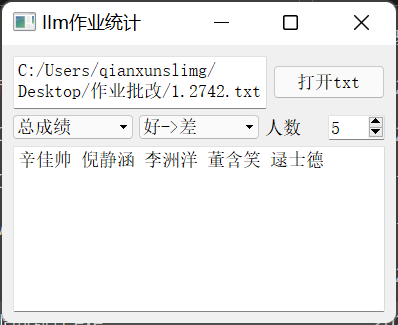 llm作业统计
C:/Users/qianxunslimg/
Desktop/作业批改/1.2742.txt
打开txt
总成绩 好->差 人数 5
辛佳帅 倪静涵 李洲洋 董含笑 逯士德